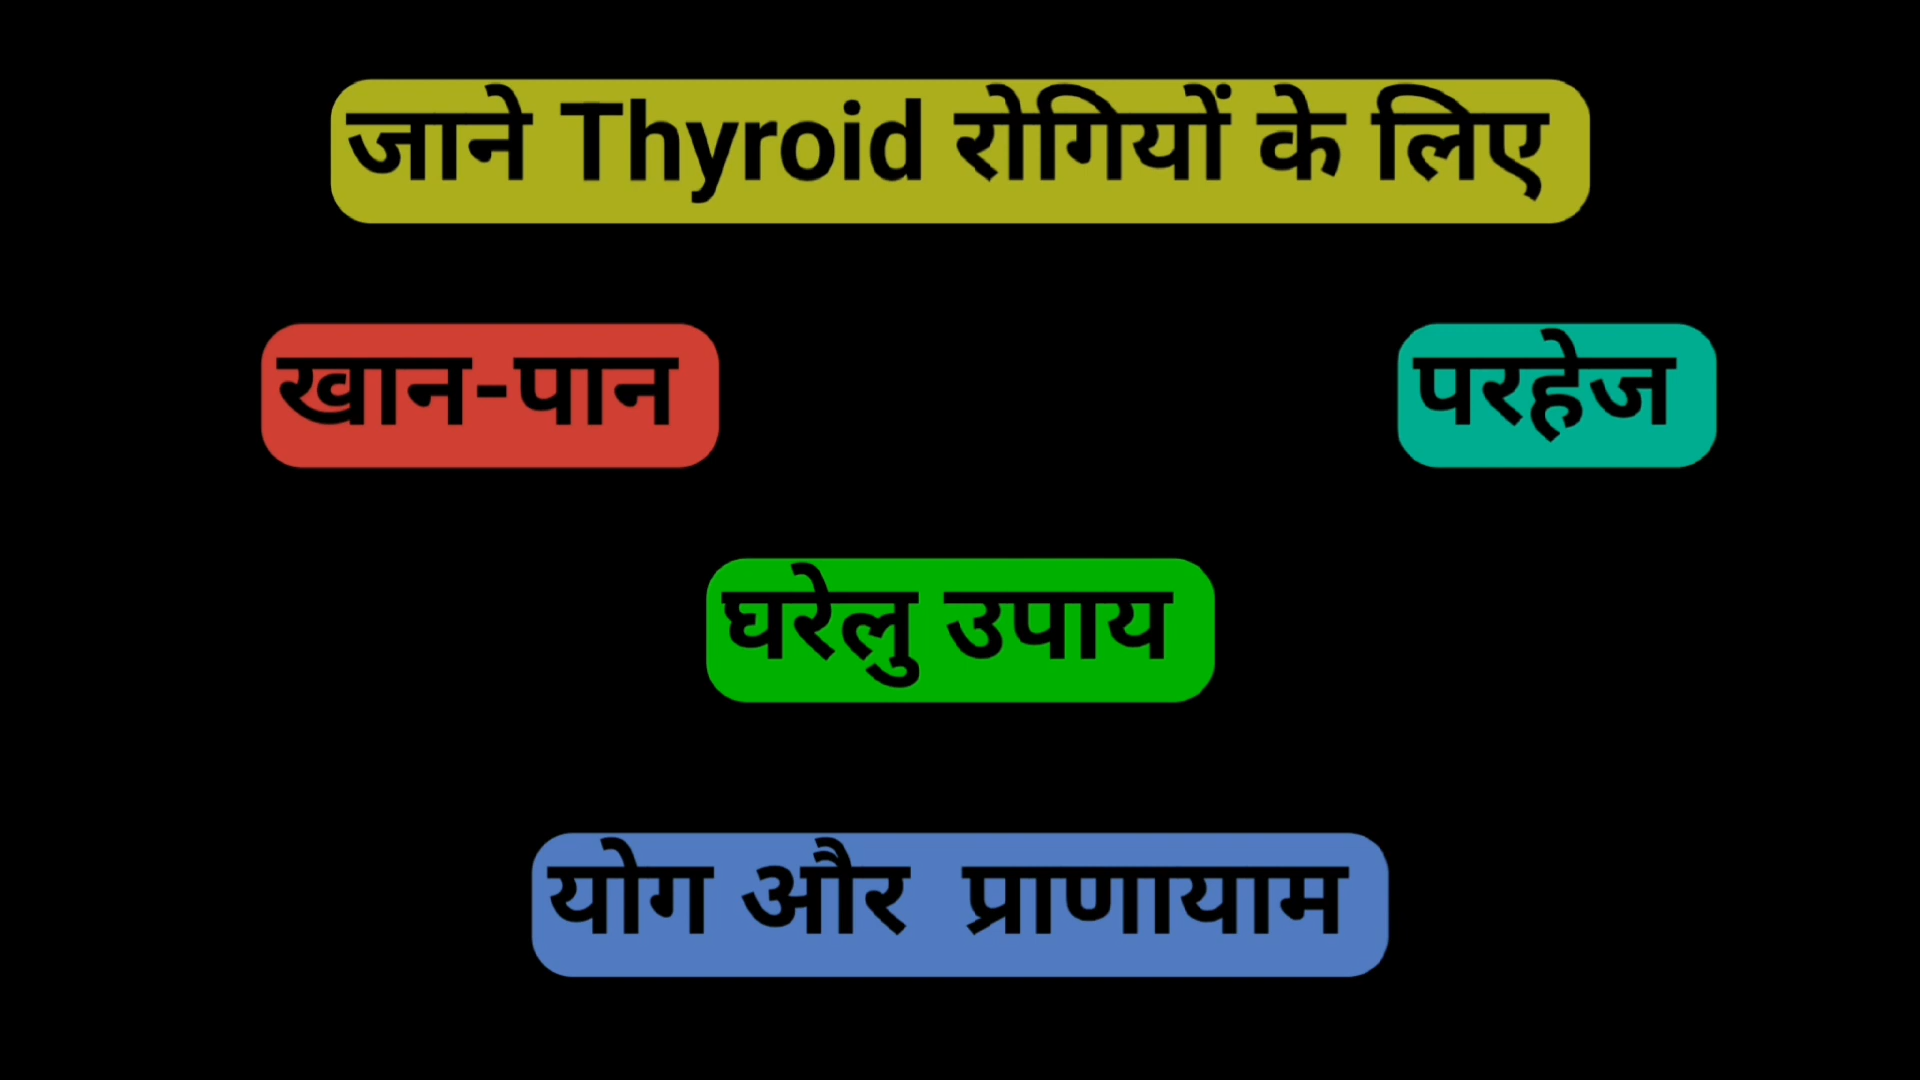 जाने Thyroid रोगियों के लिए
खान-पान
परहेज
घरेलु उपाय
योग और प्राणायाम